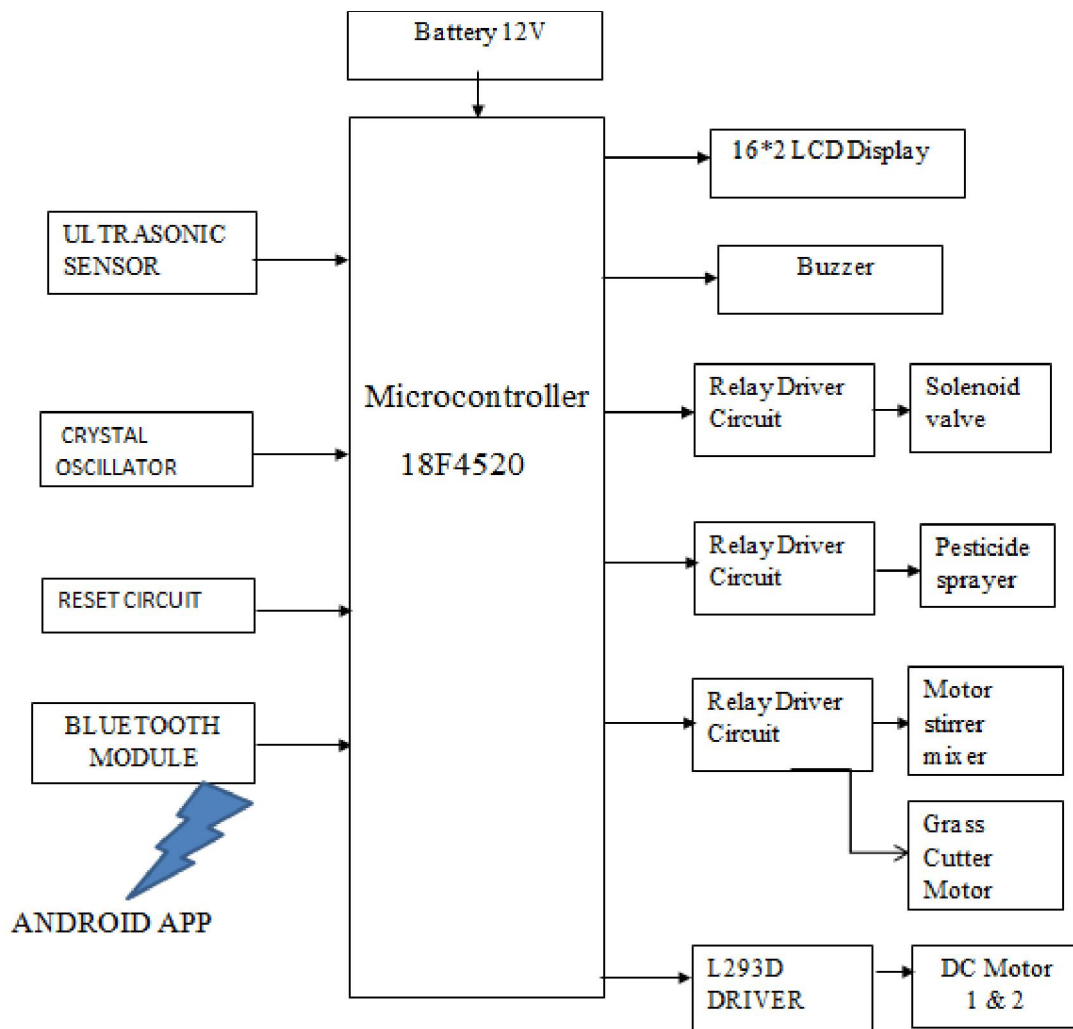 Battery 12V
16*2 LCD Display
ULTRASONIC
SENSOR
Buzzer
Microcontroller
18F4520
Relay Driver
Circuit
Solenoid
valve
CRYSTAL
OSCILLATOR
Relay Driver
Circuit
Pesticide
sprayer
RESET CIRCUIT
BLUETOOTH
MODULE
Relay Driver
Circuit
Motor
stirrer
mixer
Grass
Cutter
Motor
ANDROID APP
L293D
DRIVER
DC Motor
1 & 2